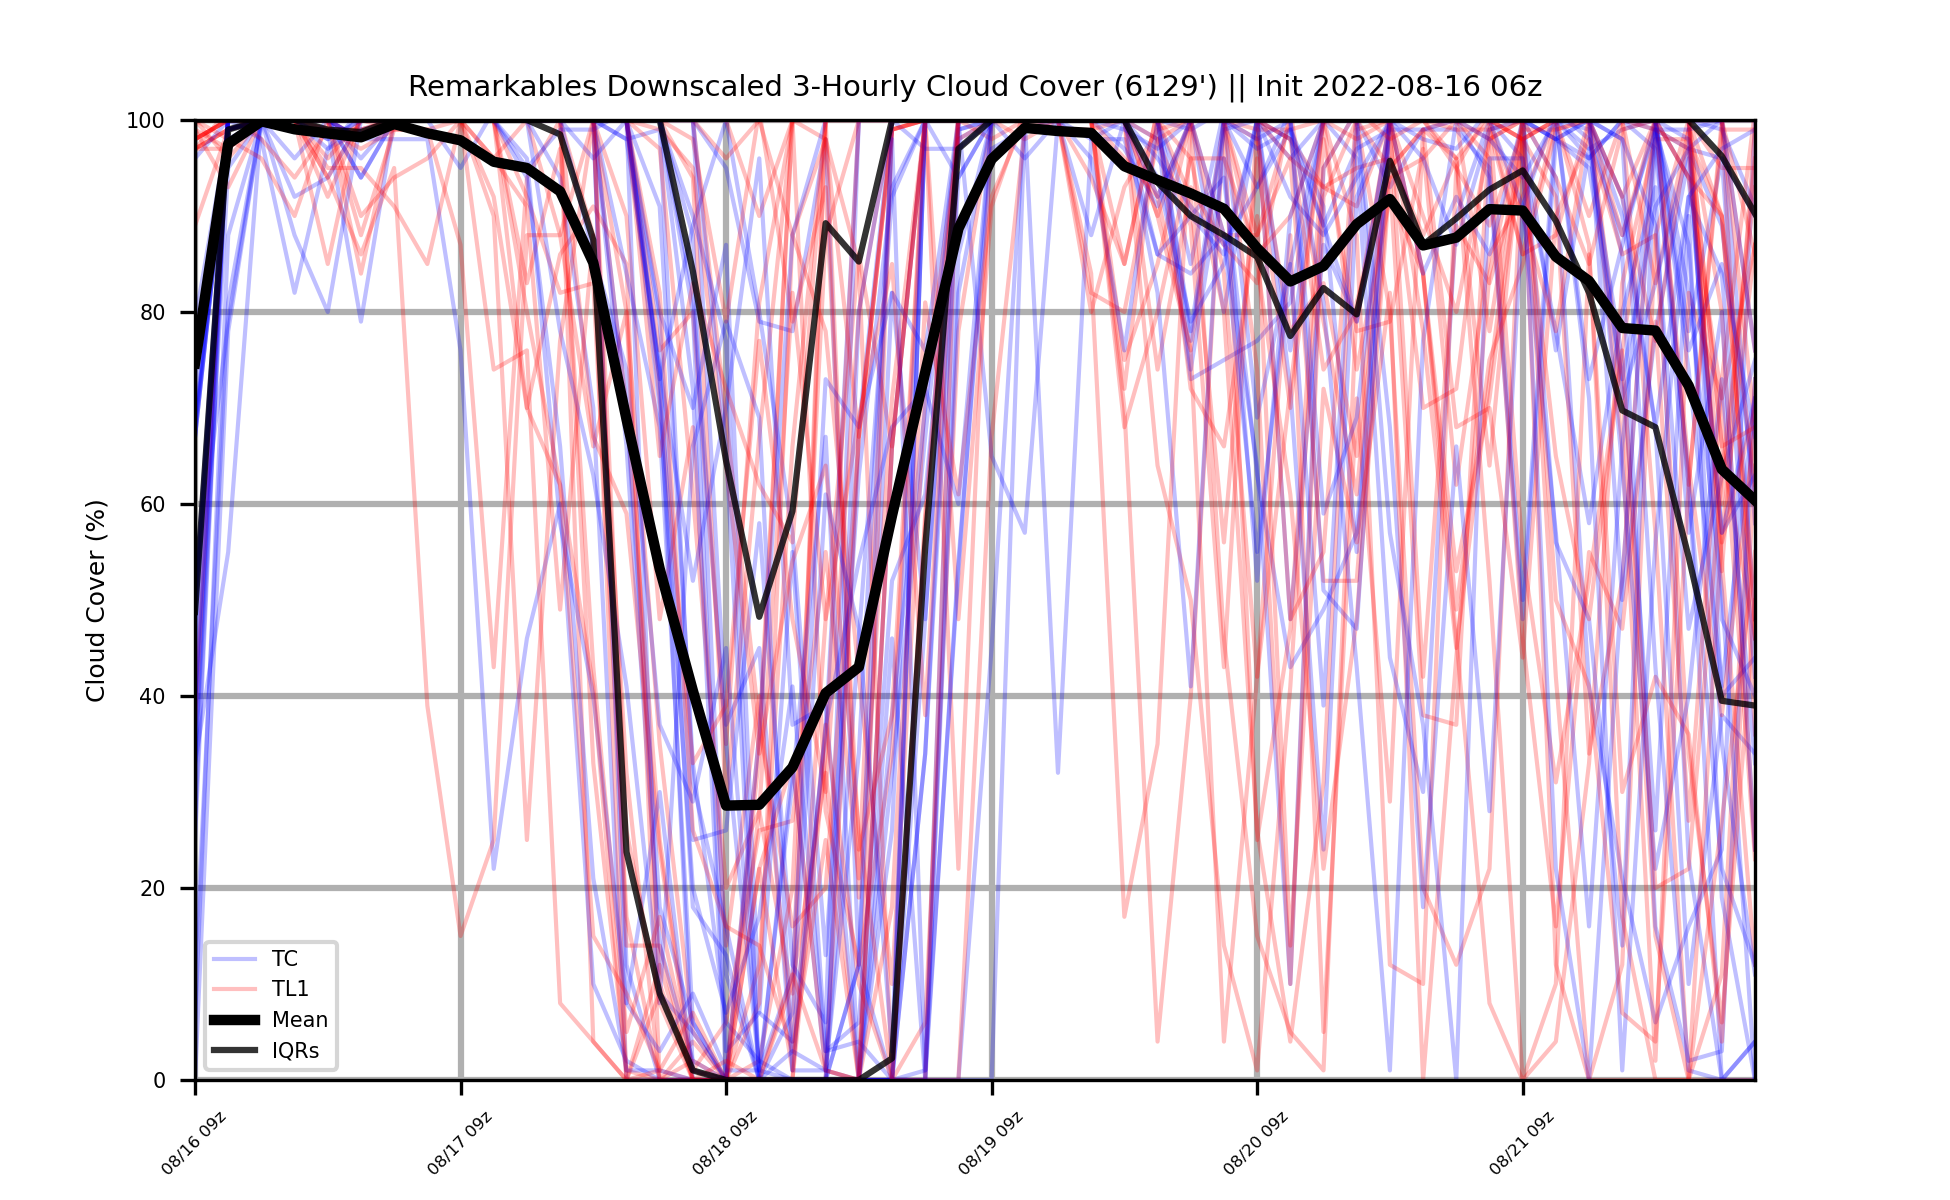 Remarkables Downscaled 3-Hourly Cloud Cover (6129') || Init 2022-08-16 06z
Cloud Cover (%)
100
80
60
40
20
0
TC
TL1
Mean
IQRs
08/16 09z
08/17 09z
08/18 09z
08/19 09z
08/20 09z
08/21 09z